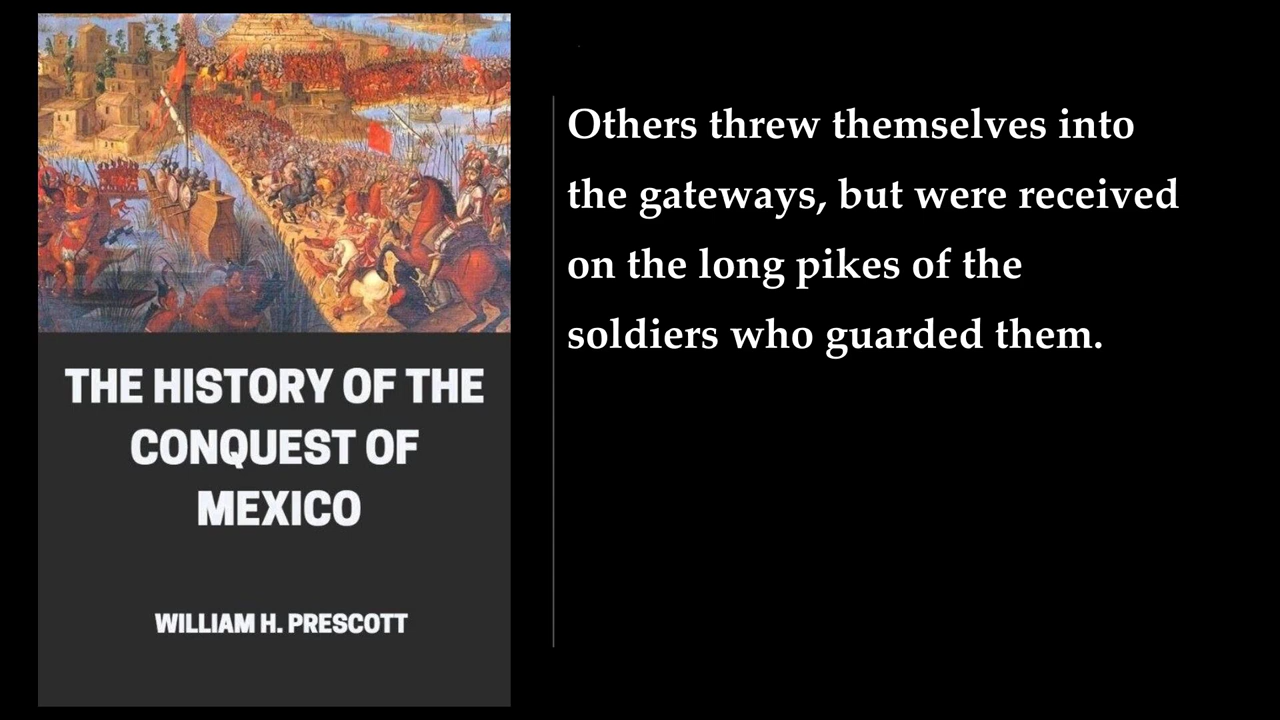 THE HISTORY OF THE
CONQUEST OF
MEXICO
WILLIAM H. PRESCOTT
Others threw themselves into
the gateways, but were received
on the long pikes of the
soldiers who guarded them.